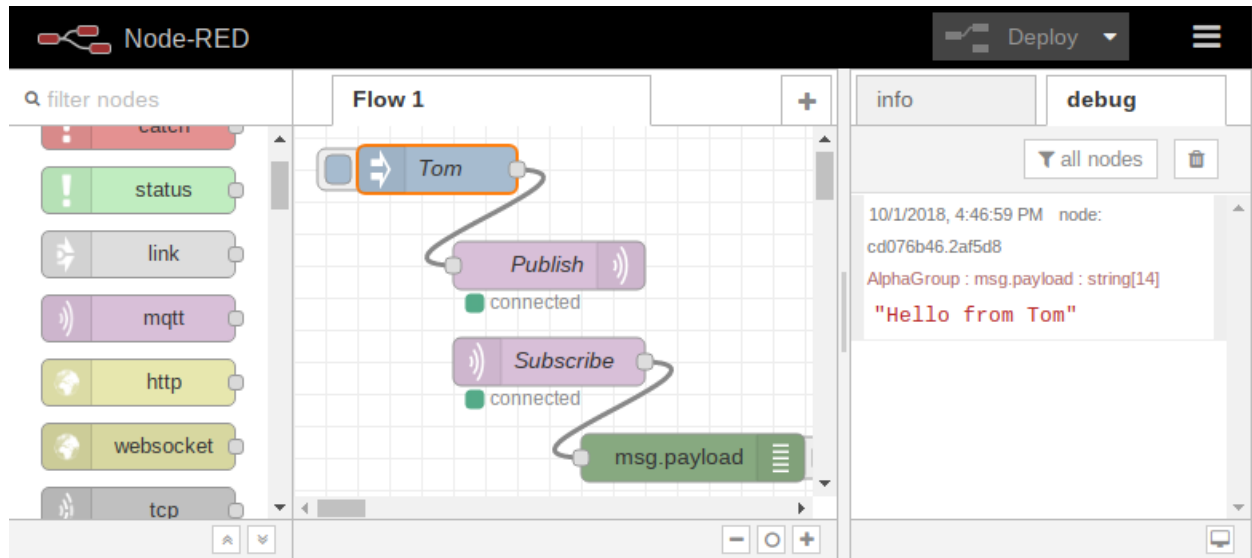 Node-RED
Deploy
filter nodes
catch
status
link
mqtt
http
websocket
tcp
Flow 1
Tom
Publish
connected
Subscribe
connected
msg.payload
info
debug
all nodes
10/1/2018, 4:46:59 PM node:
cd076b46.2af5d8
AlphaGroup : msg.payload : string[14]
"Hello from Tom"